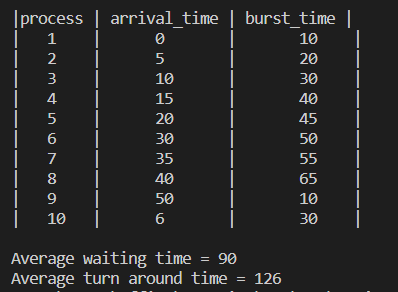 |process | arrival_time | burst_time |
| 1 | 0 | 10 |
| 2 | 5 | 20 |
| 3 | 10 | 30 |
| 4 | 15 | 40 |
| 5 | 20 | 45 |
| 6 | 30 | 50 |
| 7 | 35 | 55 |
| 8 | 40 | 65 |
| 9 | 50 | 10 |
| 10 | 6 | 30 |
Average waiting time = 90
Average turn around time = 126